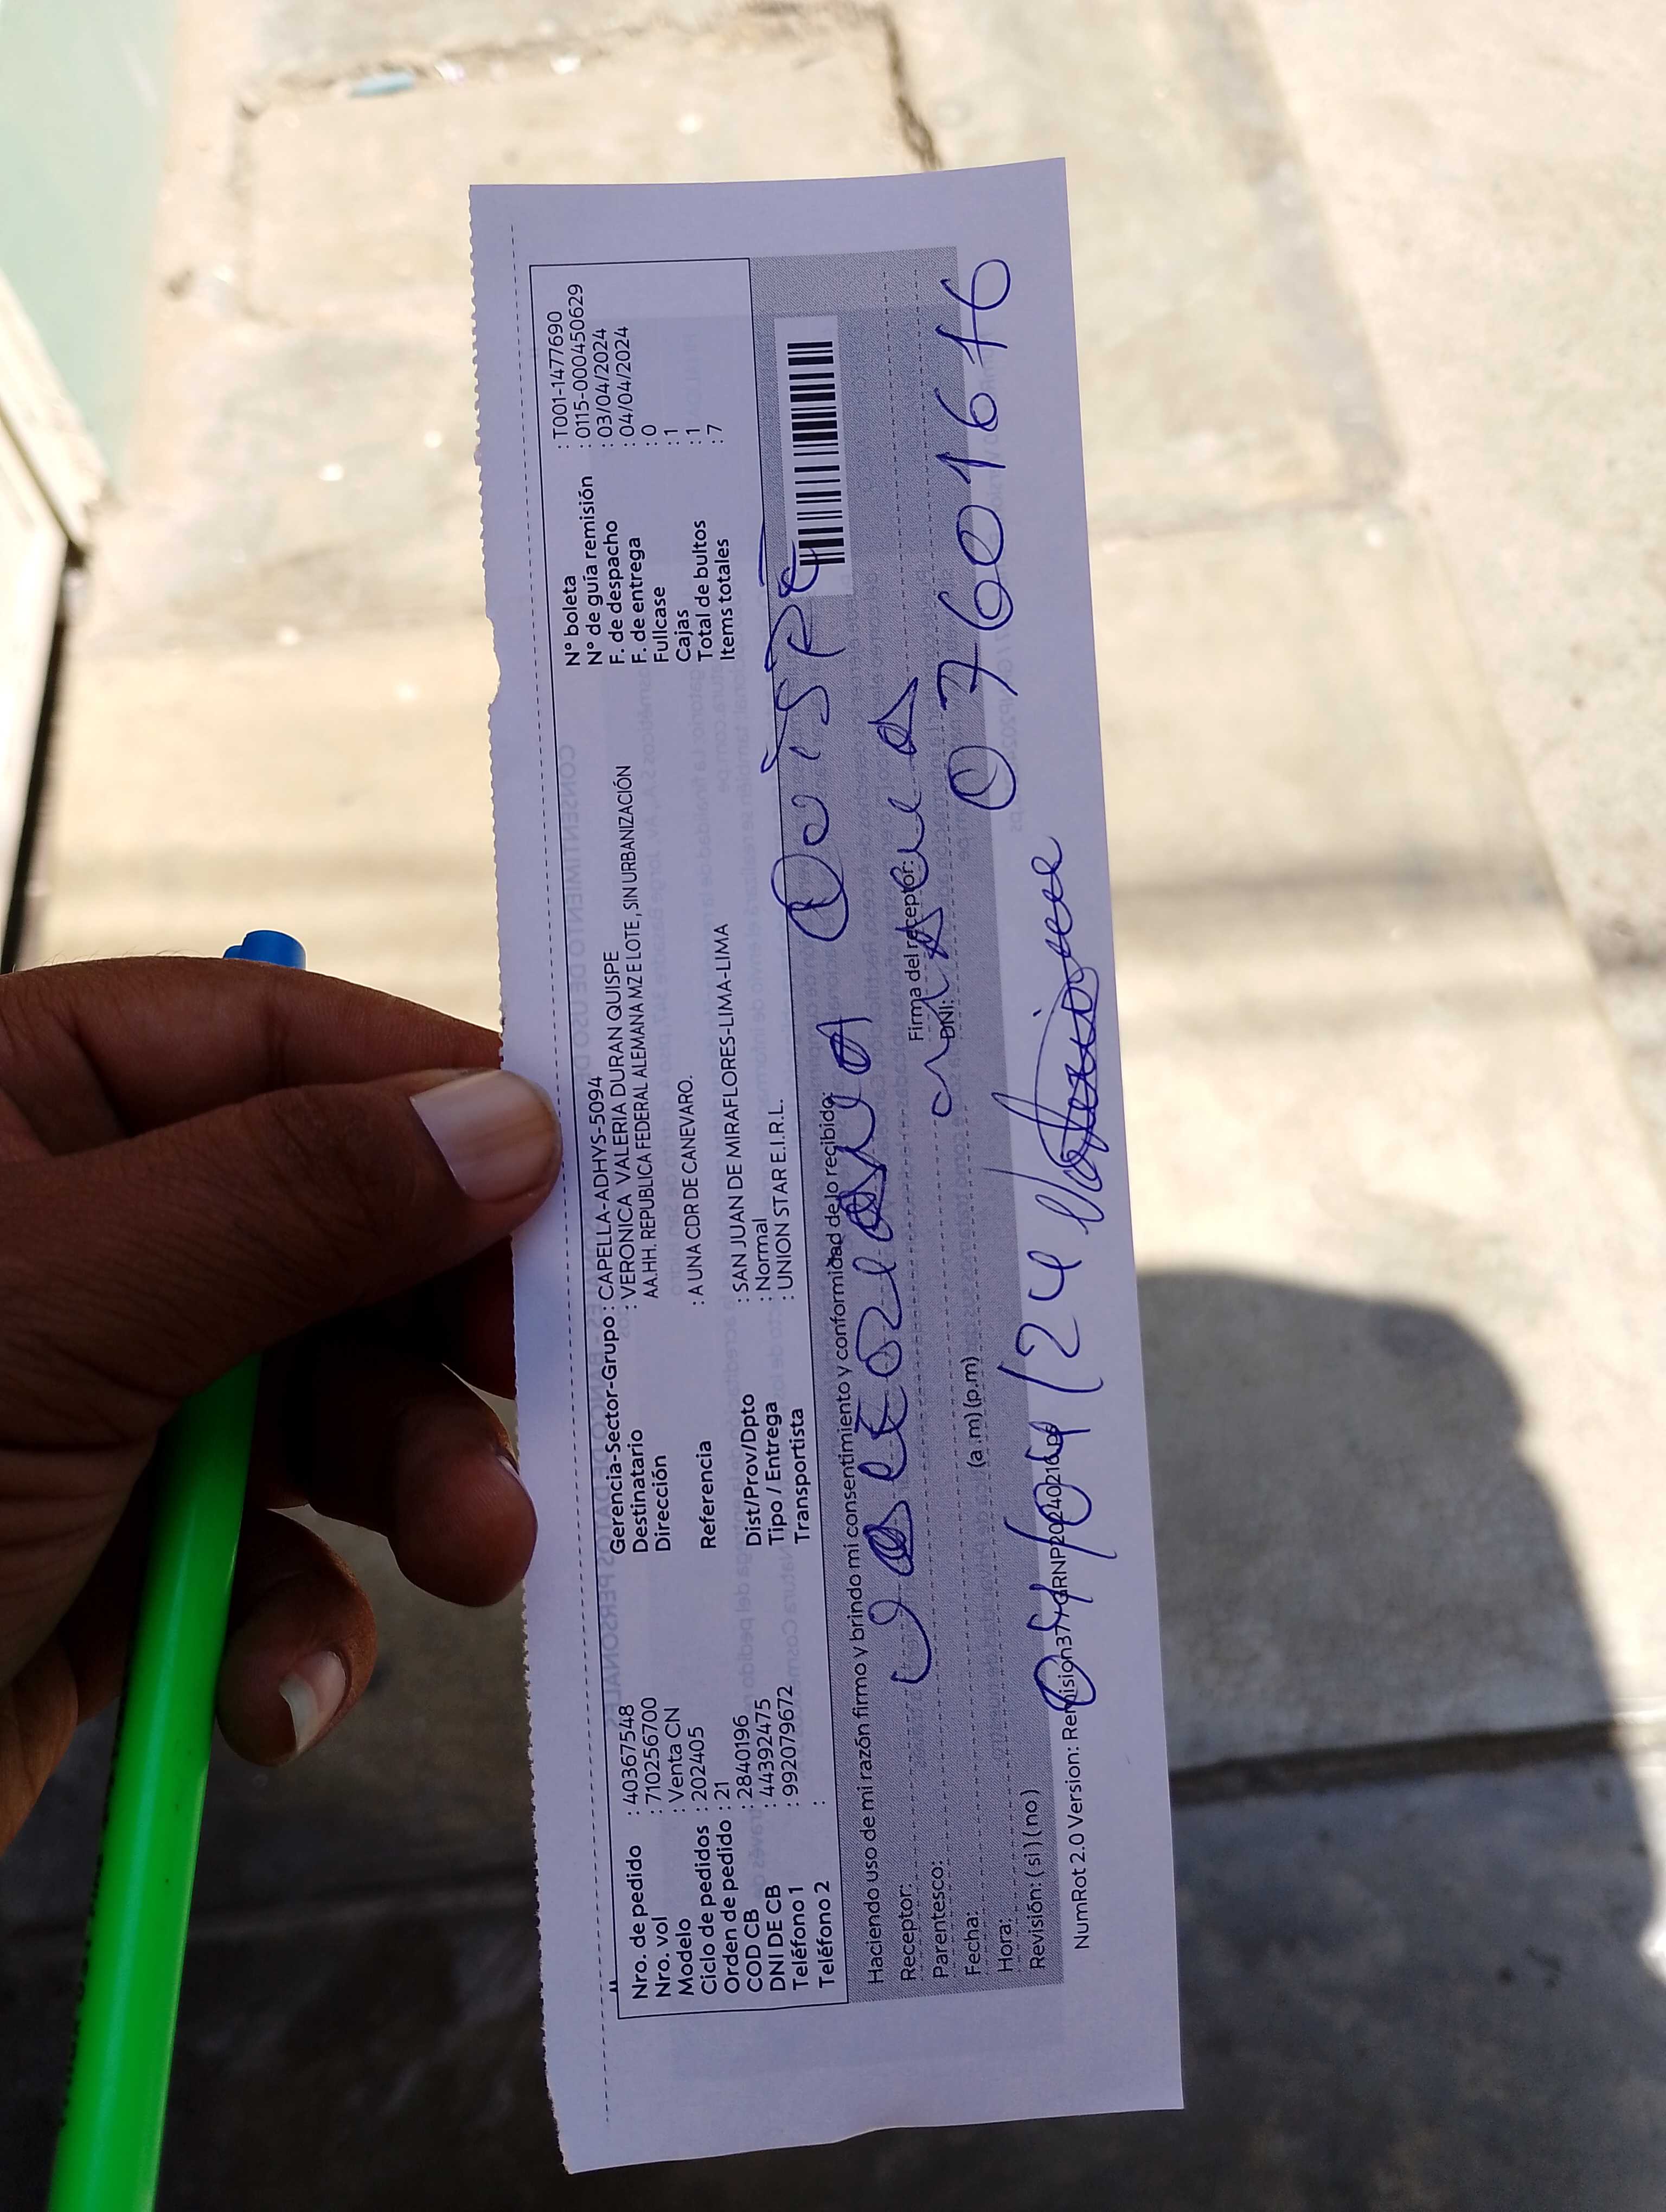 Nro. de pedido : 40367548
Nro. vol : 710256700
Modelo : Venta CN
Ciclo de pedidos : 202405
Orden de pedido : 21
COD CB : 2840196
DNI DE CB : 44392475
Teléfono 1 : 992079672
Teléfono 2 :
Gerencia-Sector-Grupo : CAPELLA-ADHYS-5094
Destinatario : VERONICA VALERIA DURAN QUISPE
Dirección AA.HH. REPUBLICA FEDERAL ALEMANA MZ E LOTE , SIN URBANIZACIÓN
Referencia : A UNA CDR DE CANEVARO.
Dist/Prov/Dpto : SAN JUAN DE MIRAFLORES-LIMA-LIMA
Tipo / Entrega : Normal
Transportista : UNION STAR E.I.R.L.
N° boleta : T001-1477690
N° de guía remisión : 0115-000450629
F. de despacho : 03/04/2024
F. de entrega : 04/04/2024
Fullcase : 0
Cajas : 1
Total de bultos : 1
Items totales : 7
Haciendo uso de mi razón firmo y brindo mi consentimiento y conformidad de lo recibido:
Receptor:
Quispe
Parentesco:
Firma del receptor:
Fecha:
(a .m) (p.m)
DNI:
07601676
Hora:
04/04/24
Revisión: ( si ) ( no )
NumRot 2.0 Version: